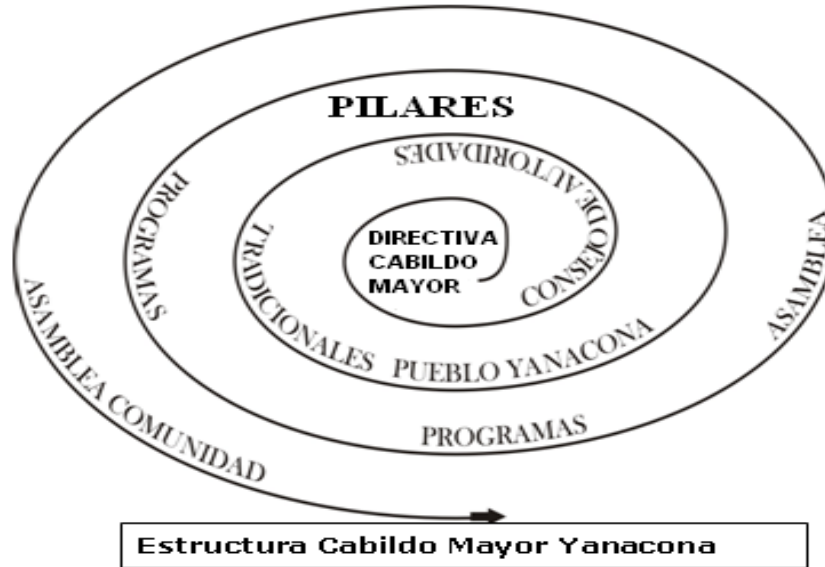 PILARES
CONSEJO DE AUTORIDADES
TRADICIONALES PUEBLO YANACONA
DIRECTIVA
CABILDO
MAYOR
PROGRAMAS
PROGRAMAS
ASAMBLEA
ASAMBLEA COMUNIDAD
Estructura Cabildo Mayor Yanacona